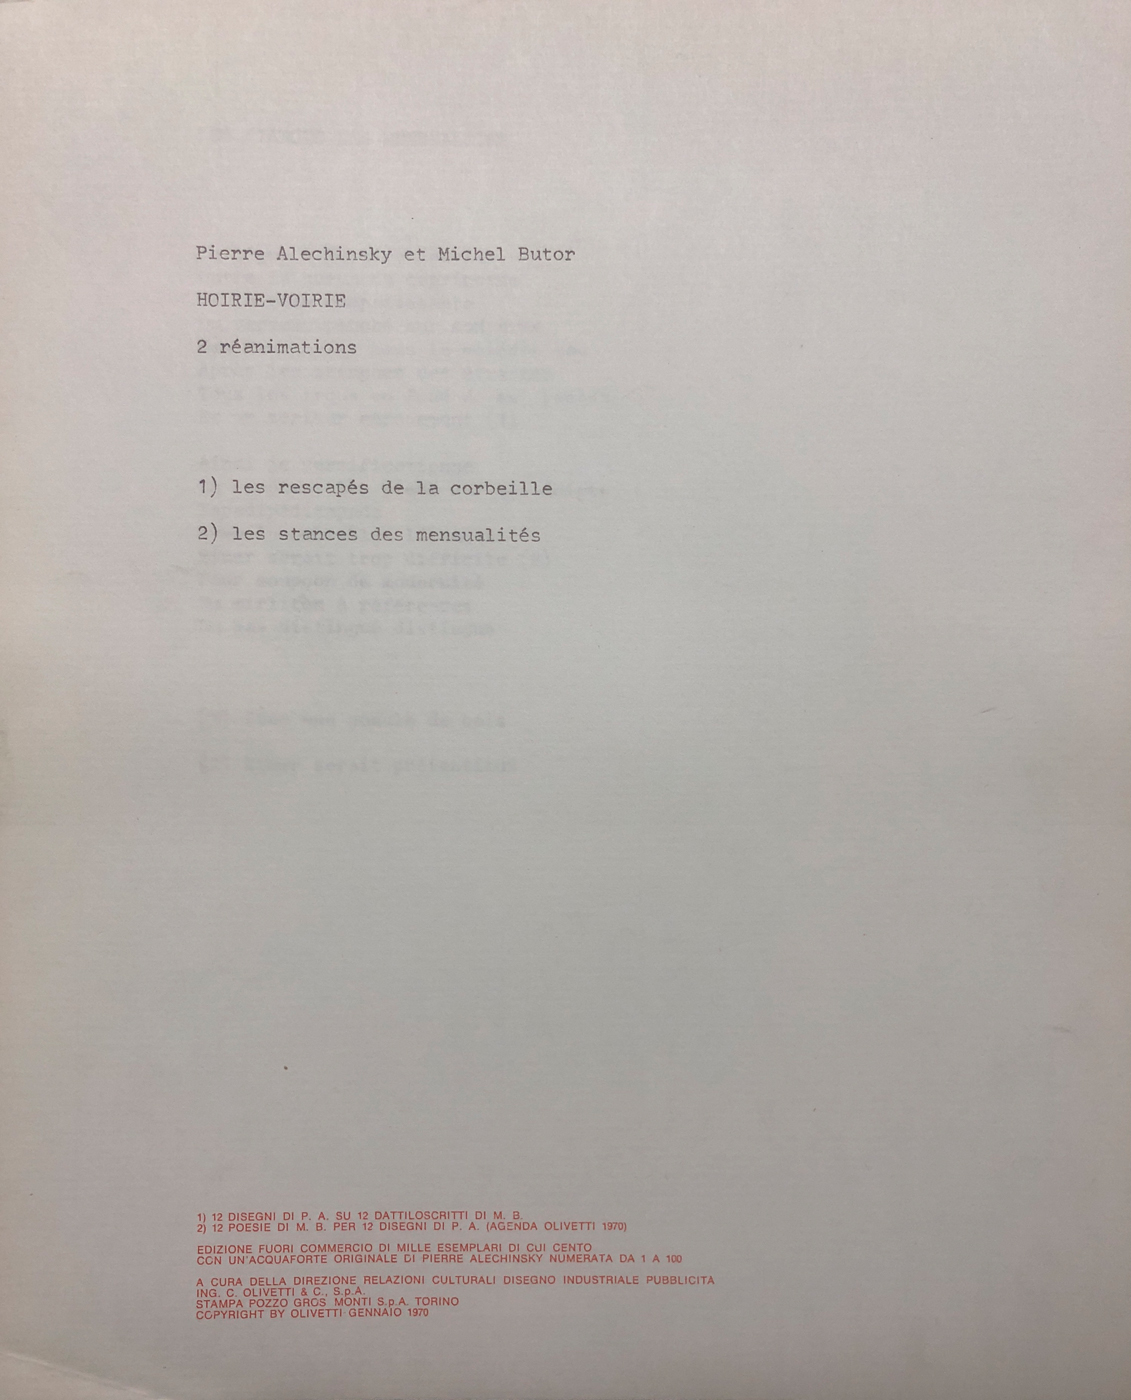 Pierre Alechinsky et Michel Butor
HOIRIE-VOIRIE
2 réanimations
1) les rescapés de la corbeille
2) les stances des mensualités
1) 12 DISEGNI DI P. A. SU 12 DATTILOSCRITTI DI M. B.
2) 12 POESIE DI M. B. PER 12 DISEGNI DI P. A. (AGENDA OLIVETTI 1970)
EDIZIONE FUORI COMMERCIO DI MILLE ESEMPLARI DI CUI CENTO
CON UN'ACQUAFORTE ORIGINALE DI PIERRE ALECHINSKY NUMERATA DA 1 A 100
A CURA DELLA DIREZIONE RELAZIONI CULTURALI DISEGNO INDUSTRIALE PUBBLICITA
ING. C. OLIVETTI & C., S.p.A.
STAMPA POZZO GROS MONTI S.p.A. TORINO
COPYRIGHT BY OLIVETTI GENNAIO 1970